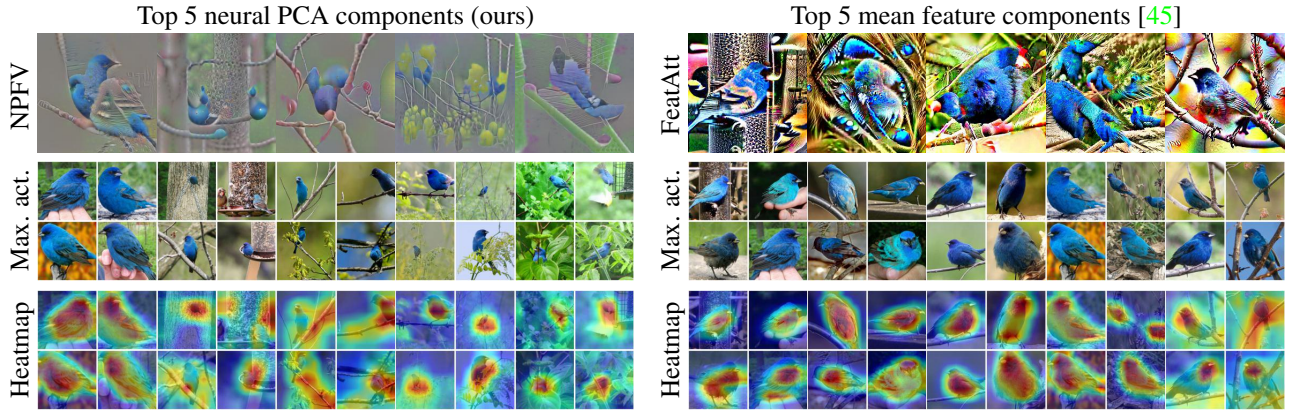 Top 5 neural PCA components (ours)
Top 5 mean feature components [45]
NPFV
FeatAtt
Max. act.
Max. act.
Heatmap
Heatmap